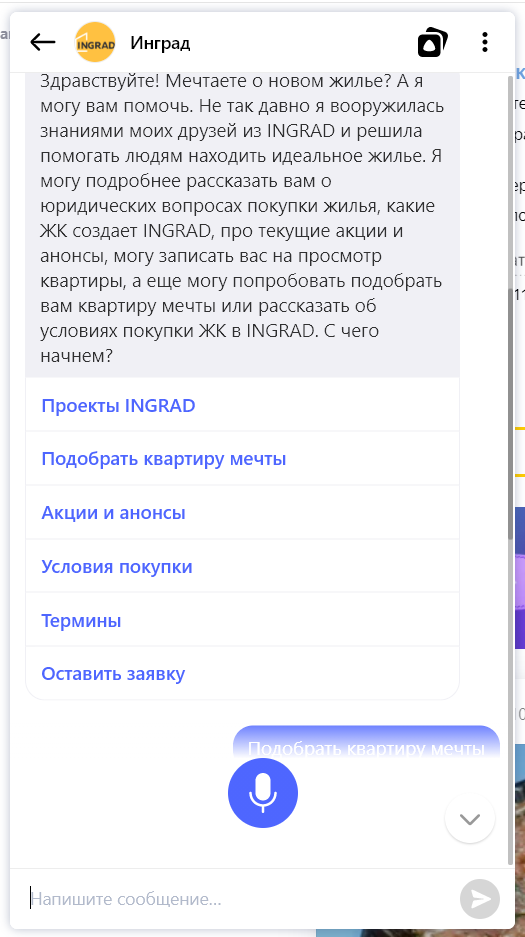 INGRAD
Инград
Здравствуйте! Мечтаете о новом жилье? А я
могу вам помочь. Не так давно я вооружилась
знаниями моих друзей из INGRAD и решила
помогать людям находить идеальное жилье. Я
могу подробнее рассказать вам о
юридических вопросах покупки жилья, какие
ЖК создает INGRAD, про текущие акции и
анонсы, могу записать вас на просмотр
квартиры, а еще могу попробовать подобрать
вам квартиру мечты или рассказать об
условиях покупки ЖК в INGRAD. С чего
начнем?
Проекты INGRAD
Подобрать квартиру мечты
Акции и анонсы
Условия покупки
Термины
Оставить заявку
Подобрать квартиру мечты
Напишите сообщение...